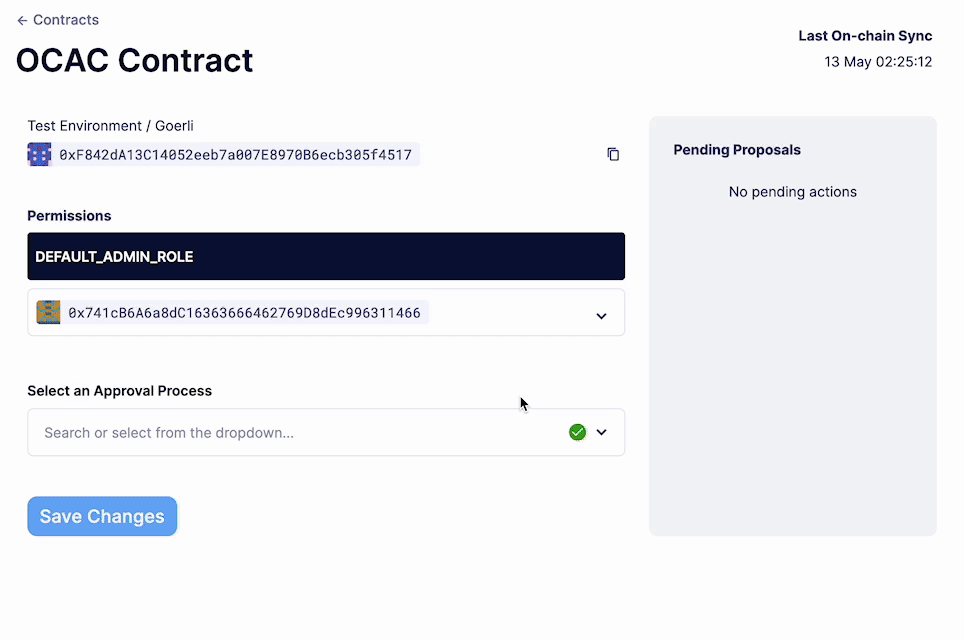 ← Contracts
OCAC Contract
Last On-chain Sync
13 May 02:25:12
Test Environment / Goerli
0xF842dA13C14052eeb7a007E8970B6ecb305f4517
Permissions
DEFAULT_ADMIN_ROLE
0x741cB6A6a8dC16363666462769D8dEc996311466
Select an Approval Process
Search or select from the dropdown...
Save Changes
Pending Proposals
No pending actions